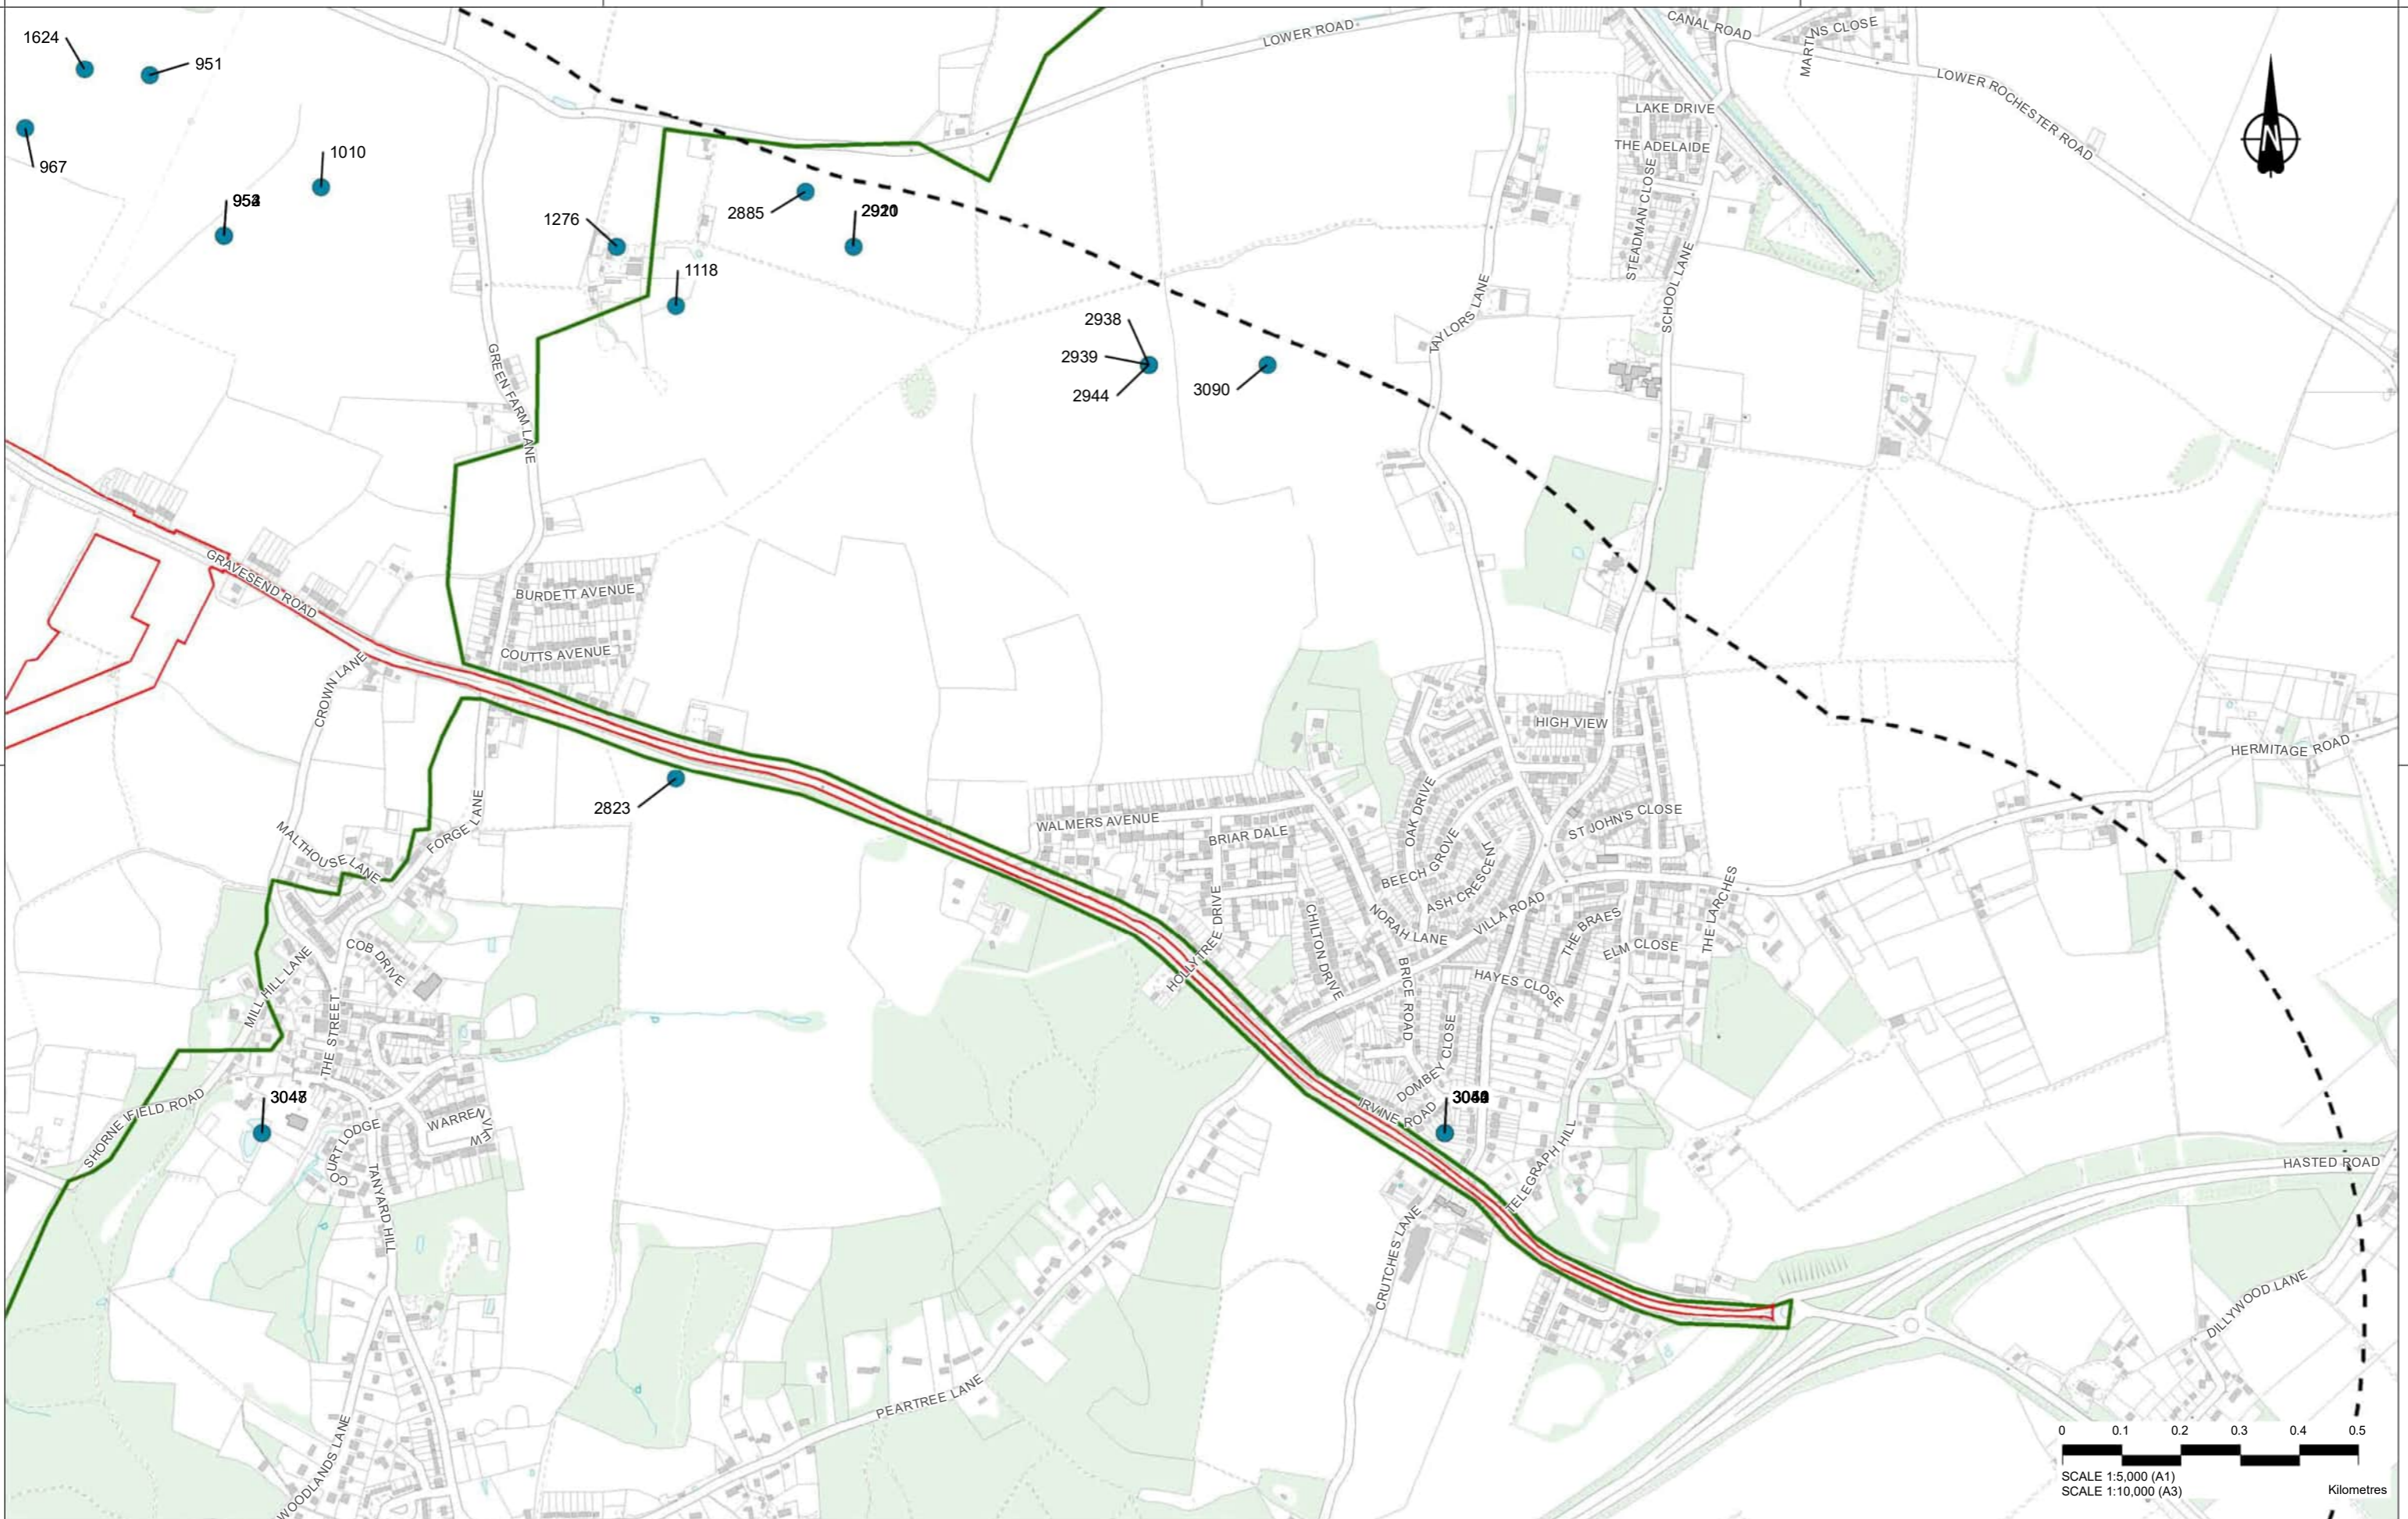 LOWER ROAD
CANAL ROAD
MARTINS CLOSE
LOWER ROCHESTER ROAD
1624
951
967
1010
N
LAKE DRIVE
THE ADELAIDE
STEADMAN CLOSE
SCHOOL LANE
1276
2885
1118
TAYLORS LANE
2938
2939
2944
3090
GREEN FARM LANE
GRAVESEND ROAD
BURDETT AVENUE
COUTTS AVENUE
CROWN LANE
HIGH VIEW
HERMITAGE ROAD
2823
MALTHOUSE LANE
FORGE LANE
WALMERS AVENUE
BRIAR DALE
OAK DRIVE
BEECH GROVE
ASH CRESCENT
ST JOHN'S CLOSE
NORAH LANE
VILLA ROAD
THE BRAES
ELM CLOSE
THE LARCHES
HOLLYTREE DRIVE
CHILTON DRIVE
BRICE ROAD
HAYES CLOSE
COB DRIVE
MILL HILL LANE
THE STREET
DOMBEY CLOSE
IRVINE ROAD
SHORNE IFIELD ROAD
COURT LODGE
WARREN VIEW
TANYARD HILL
TELEGRAPH HILL
HASTED ROAD
CRUTCHES LANE
DILLYWOOD LANE
PEARTREE LANE
WOODLANDS LANE
0 0.1 0.2 0.3 0.4 0.5
SCALE 1:5,000 (A1)
SCALE 1:10,000 (A3)
Kilometres